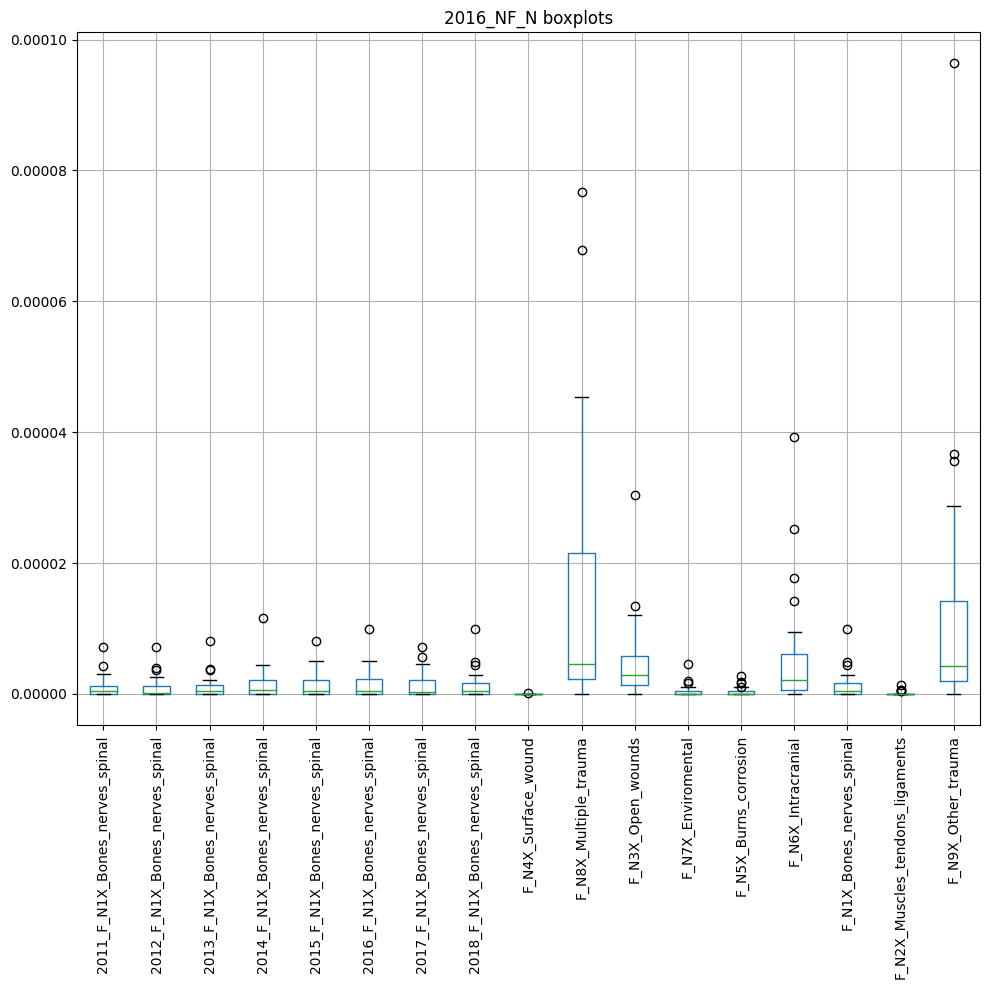 2016_NF_N boxplots
0.00010
0.00008
0.00006
0.00004
0.00002
0.00000
2011_F_N1X_Bones_nerves_spinal
2012_F_N1X_Bones_nerves_spinal
2013_F_N1X_Bones_nerves_spinal
2014_F_N1X_Bones_nerves_spinal
2015_F_N1X_Bones_nerves_spinal
2016_F_N1X_Bones_nerves_spinal
2017_F_N1X_Bones_nerves_spinal
2018_F_N1X_Bones_nerves_spinal
F_N4X_Surface_wound
F_N8X_Multiple_trauma
F_N3X_Open_wounds
F_N7X_Enviromental
F_N5X_Burns_corrosion
F_N6X_Intracranial
F_N1X_Bones_nerves_spinal
F_N2X_Muscles_tendons_ligaments
F_N9X_Other_trauma